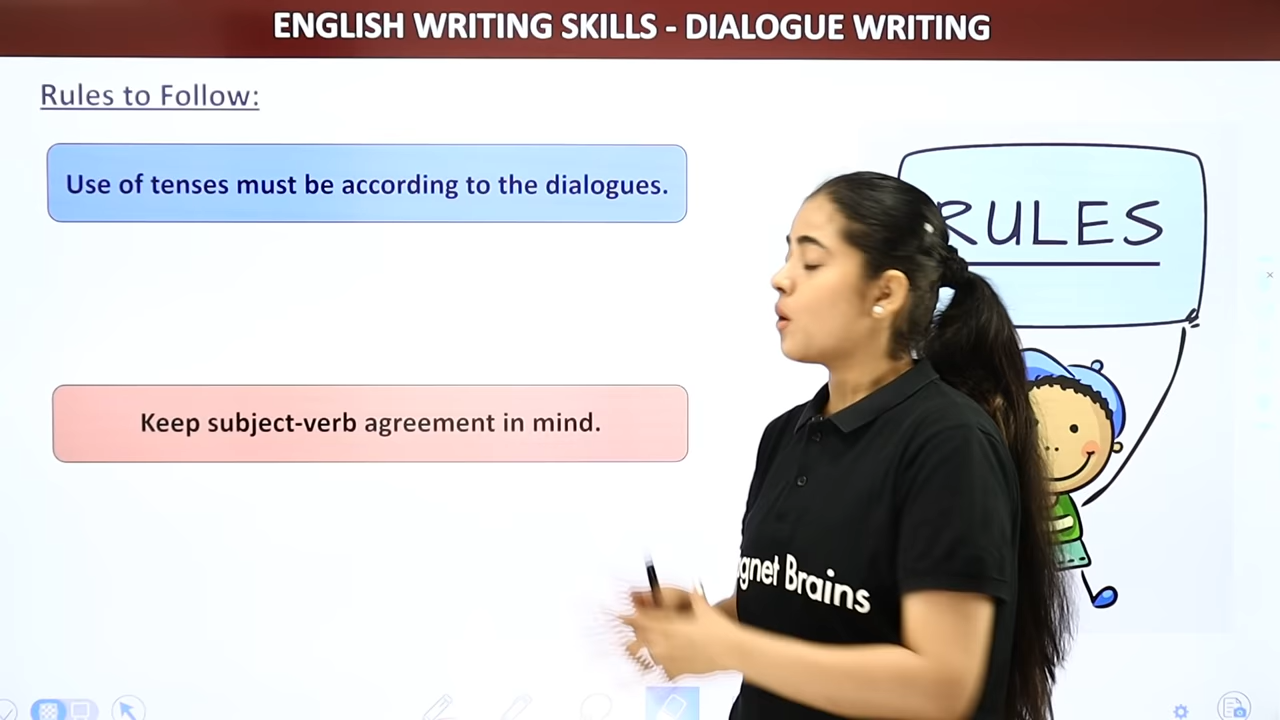 ENGLISH WRITING SKILLS - DIALOGUE WRITING
Rules to Follow:
Use of tenses must be according to the dialogues.
RULES
Keep subject-verb agreement in mind.
gnet Brains